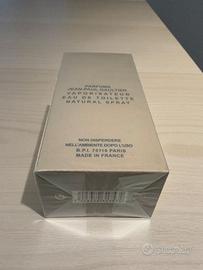 PARFUMS
JEAN PAUL GAULTIER
VAPORISATEUR
EAU DE TOILETTE
NATURAL SPRAY
NON DISPERDERE
NELL'AMBIENTE DOPO L'USO
B.P.I. 75116 PARIS
MADE IN FRANCE
subito